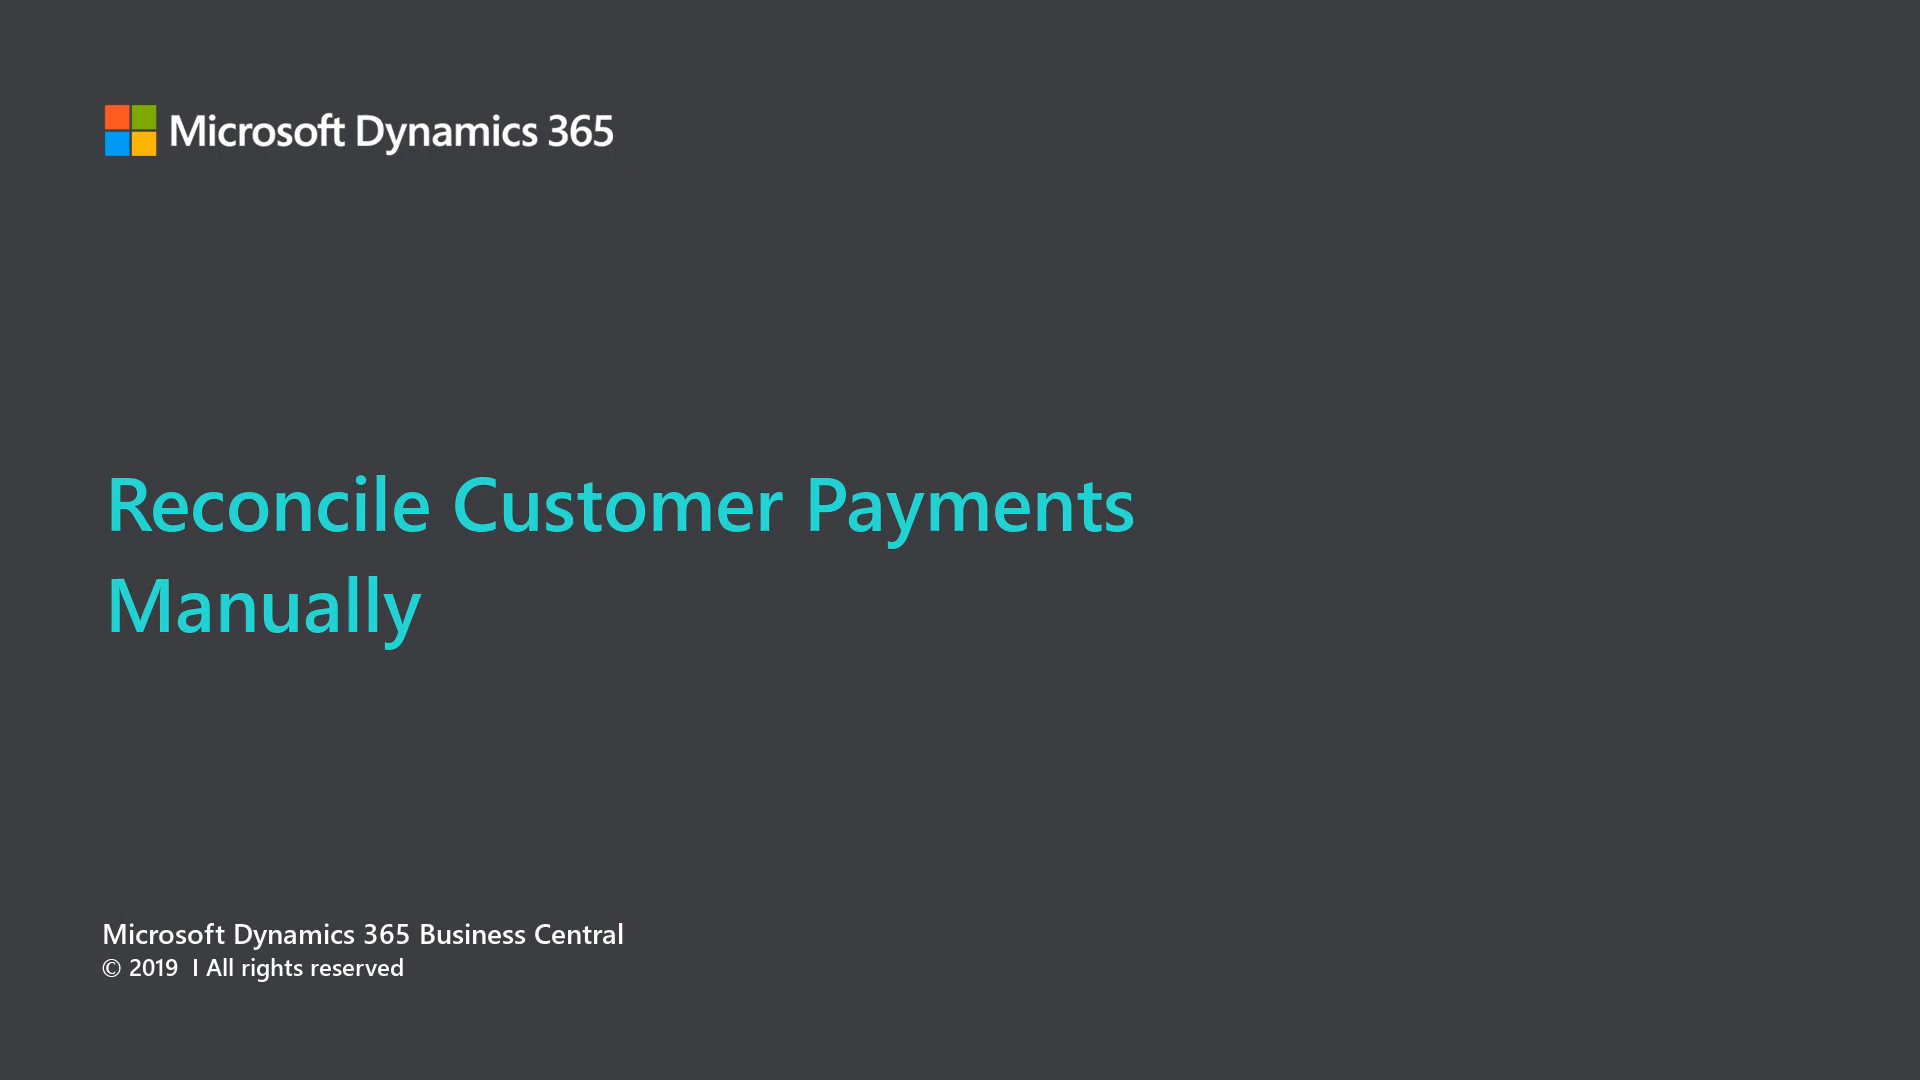 Microsoft Dynamics 365
Reconcile Customer Payments
Manually
Microsoft Dynamics 365 Business Central
© 2019 I All rights reserved